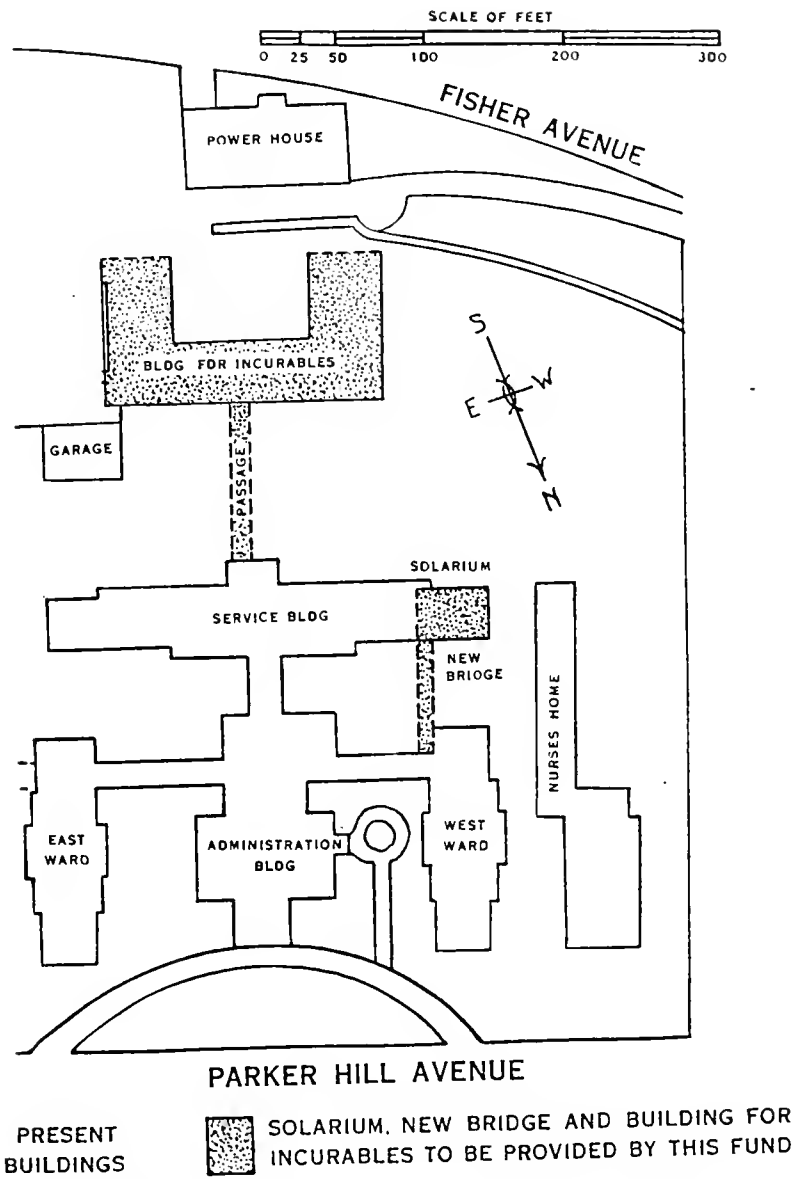 SCALE OF FEET
0 25 50 100 200 300
FISHER AVENUE
POWER HOUSE
S
E W
N
BLDG FOR INCURABLES
GARAGE
PASSAGE
SOLARIUM
SERVICE BLDG
NEW
BRIDGE
NURSES HOME
EAST
WARD
ADMINISTRATION
BLDG
WEST
WARD
PARKER HILL AVENUE
PRESENT
BUILDINGS
SOLARIUM, NEW BRIDGE AND BUILDING FOR
INCURABLES TO BE PROVIDED BY THIS FUND